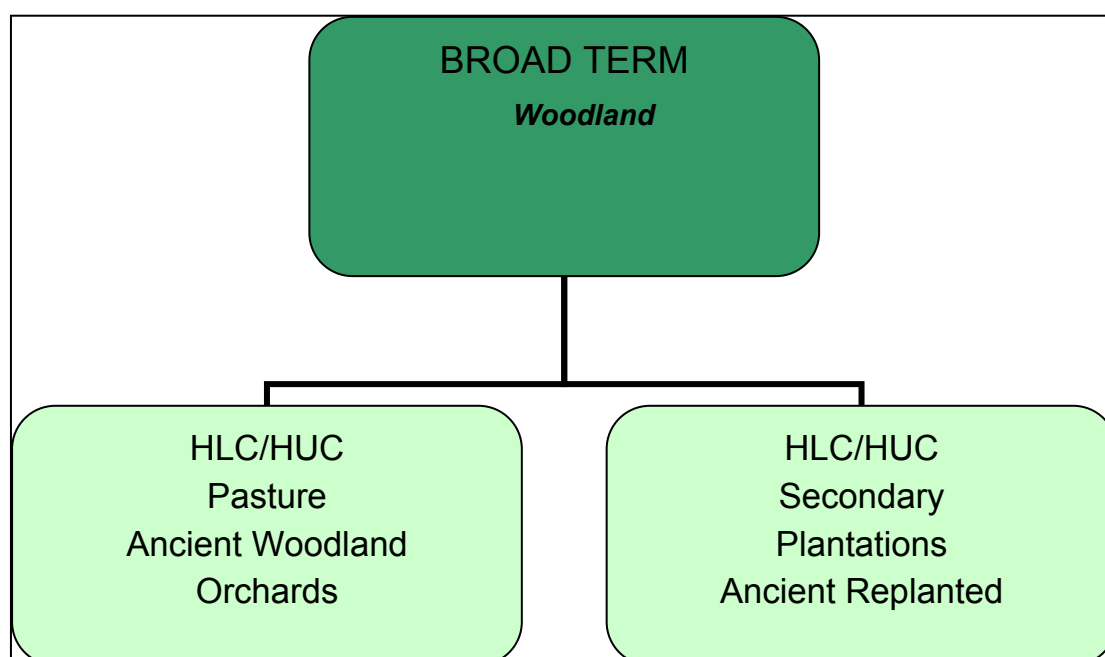 BROAD TERM
Woodland
HLC/HUC
Pasture
Ancient Woodland
Orchards
HLC/HUC
Secondary
Plantations
Ancient Replanted